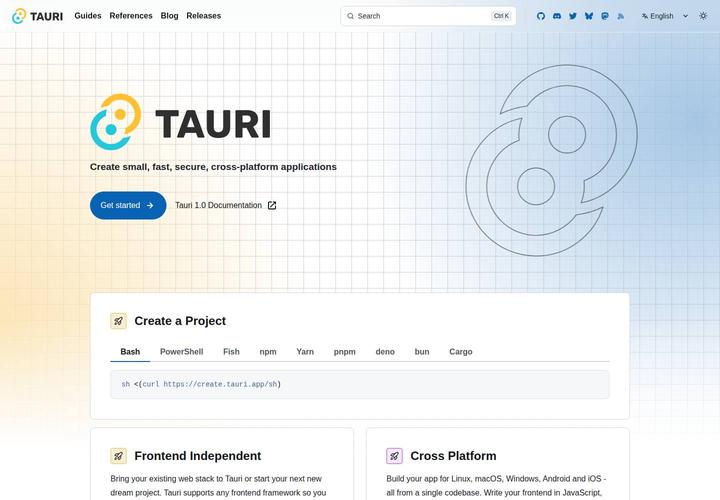 TAURI
Guides
References
Blog
Releases
Search
Ctrl K
English
TAURI
Create small, fast, secure, cross-platform applications
Get started
Tauri 1.0 Documentation
Create a Project
Bash
PowerShell
Fish
npm
Yarn
pnpm
deno
bun
Cargo
sh <(curl https://create.tauri.app/sh)
Frontend Independent
Bring your existing web stack to Tauri or start your next new
dream project. Tauri supports any frontend framework so you
Cross Platform
Build your app for Linux, macOS, Windows, Android and iOS -
all from a single codebase. Write your frontend in JavaScript,